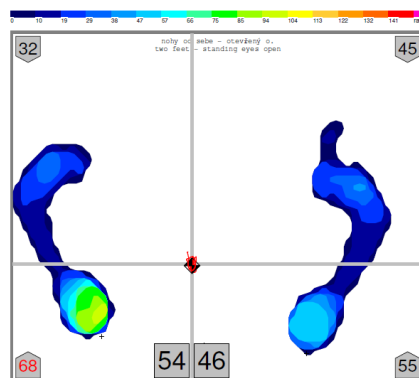 0 10 19 29 38 47 57 66 75 85 94 104 113 122 132 141
32 45
nohy od sebe - otevřený o.
two feet - standing eyes open
68 54 46 55